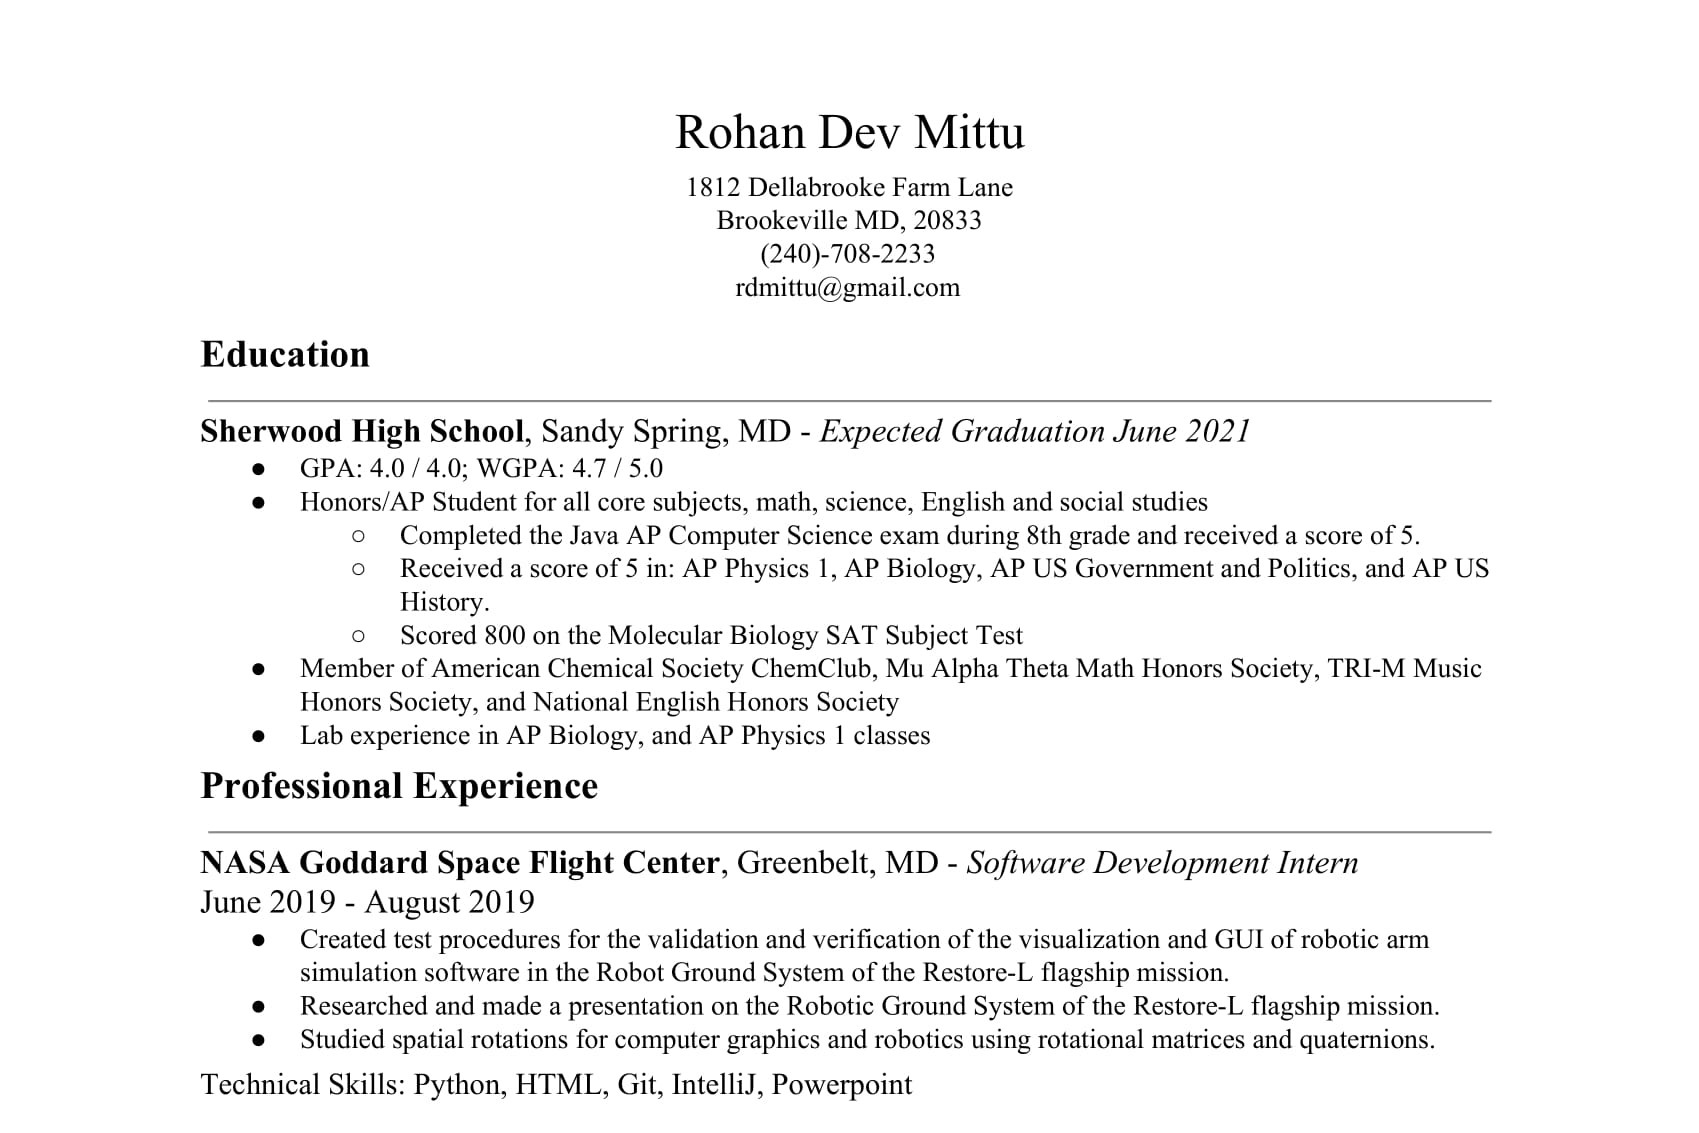 Rohan Dev Mittu
1812 Dellabrooke Farm Lane
Brookeville MD, 20833
(240)-708-2233
rdmittu@gmail.com
Education
Sherwood High School, Sandy Spring, MD - Expected Graduation June 2021
● GPA: 4.0 / 4.0; WGPA: 4.7 / 5.0
● Honors/AP Student for all core subjects, math, science, English and social studies
○ Completed the Java AP Computer Science exam during 8th grade and received a score of 5.
○ Received a score of 5 in: AP Physics 1, AP Biology, AP US Government and Politics, and AP US
History.
○ Scored 800 on the Molecular Biology SAT Subject Test
● Member of American Chemical Society ChemClub, Mu Alpha Theta Math Honors Society, TRI-M Music
Honors Society, and National English Honors Society
● Lab experience in AP Biology, and AP Physics 1 classes
Professional Experience
NASA Goddard Space Flight Center, Greenbelt, MD - Software Development Intern
June 2019 - August 2019
● Created test procedures for the validation and verification of the visualization and GUI of robotic arm
simulation software in the Robot Ground System of the Restore-L flagship mission.
● Researched and made a presentation on the Robotic Ground System of the Restore-L flagship mission.
● Studied spatial rotations for computer graphics and robotics using rotational matrices and quaternions.
Technical Skills: Python, HTML, Git, IntelliJ, Powerpoint